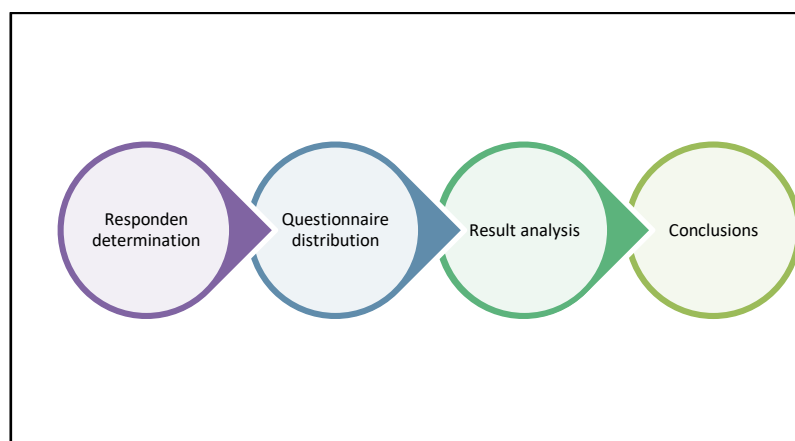 Responden
determination
Questionnaire
distribution
Result analysis
Conclusions